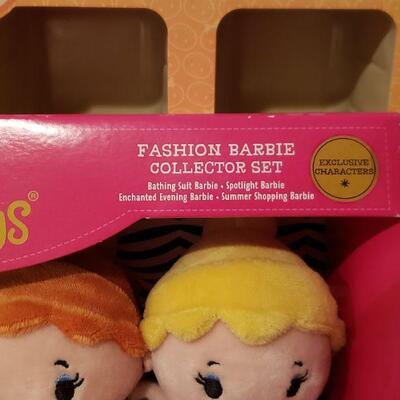 FASHION BARBIE
COLLECTOR SET
Bathing Suit Barbie • Spotlight Barbie
Enchanted Evening Barbie • Summer Shopping Barbie
EXCLUSIVE
CHARACTERS